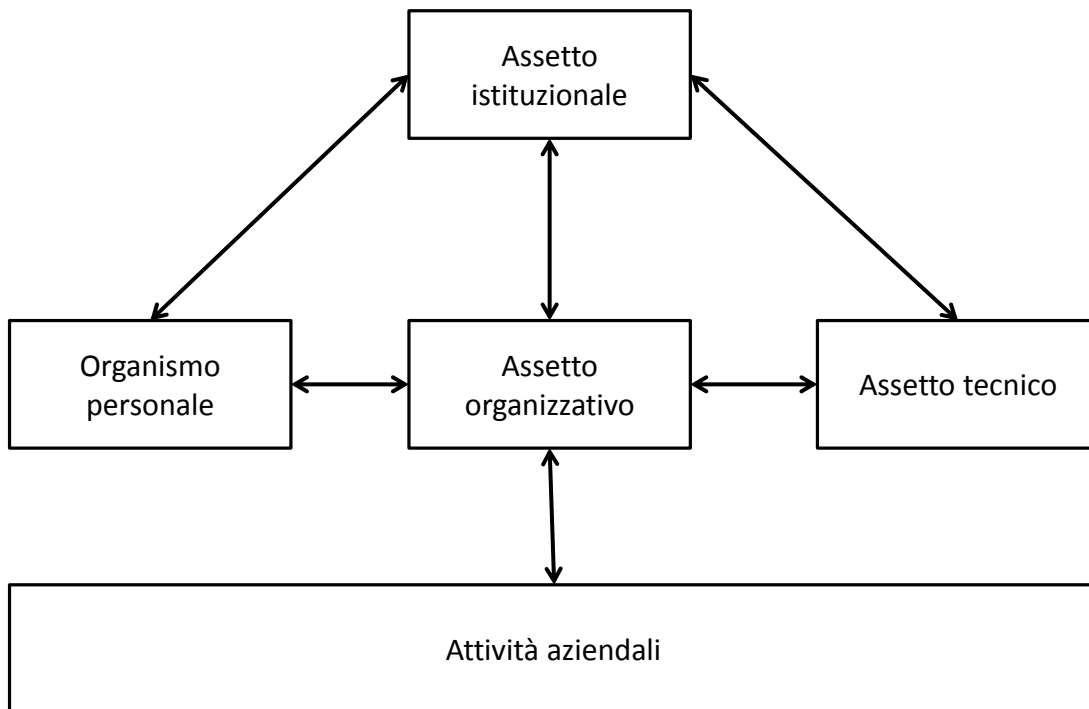 Assetto
istituzionale
Organismo
personale
Assetto
organizzativo
Assetto tecnico
Attività aziendali